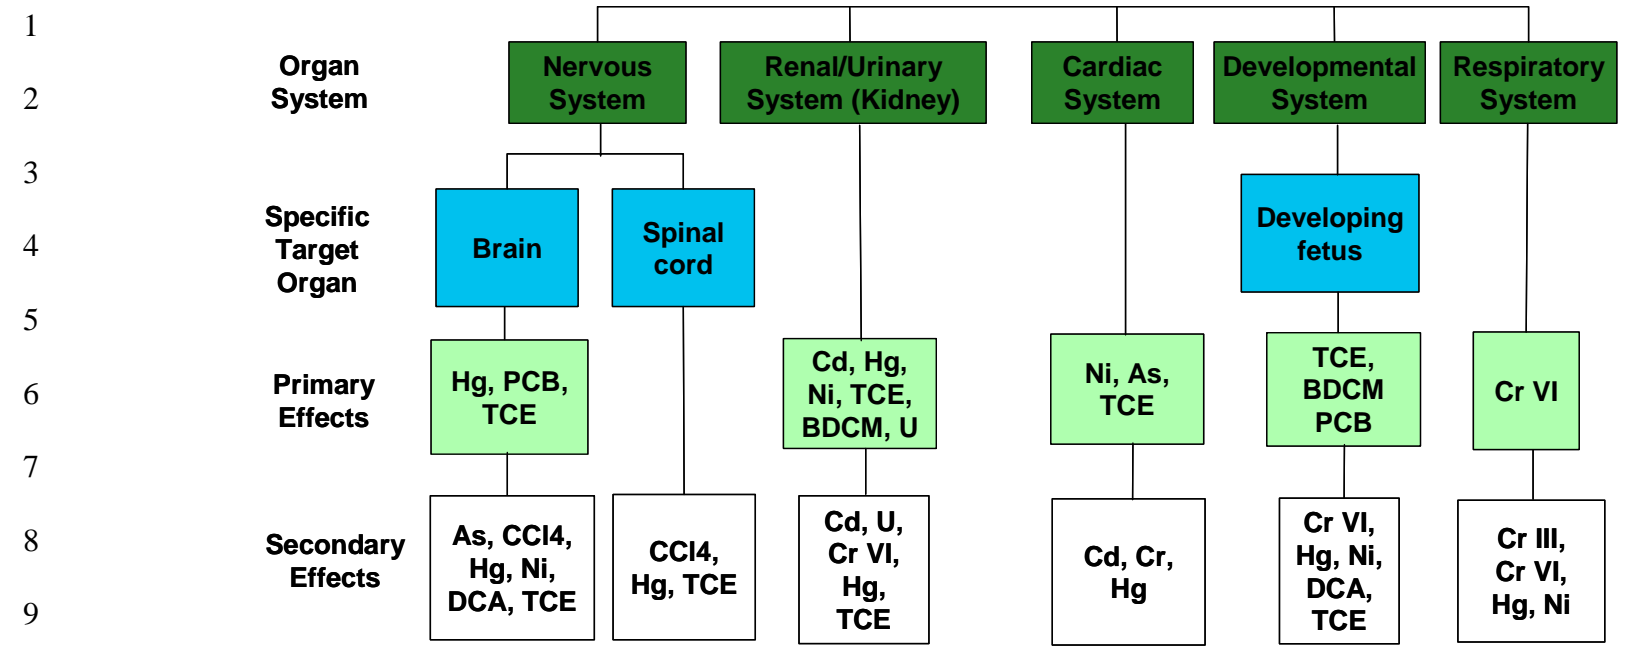 1
Organ
System
Nervous
System
Renal/Urinary
System (Kidney)
Cardiac
System
Developmental
System
Respiratory
System
2
3
Specific
Target
Organ
Brain
Spinal
cord
Developing
fetus
4
5
Primary
Effects
Hg, PCB,
TCE
Cd, Hg,
Ni, TCE,
BDCM, U
Ni, As,
TCE
TCE,
BDCM
PCB
Cr VI
6
7
Secondary
Effects
As, CCl4,
Hg, Ni,
DCA, TCE
CCl4,
Hg, TCE
Cd, U,
Cr VI,
Hg,
TCE
Cd, Cr,
Hg
Cr VI,
Hg, Ni,
DCA,
TCE
Cr III,
Cr VI,
Hg, Ni
8
9